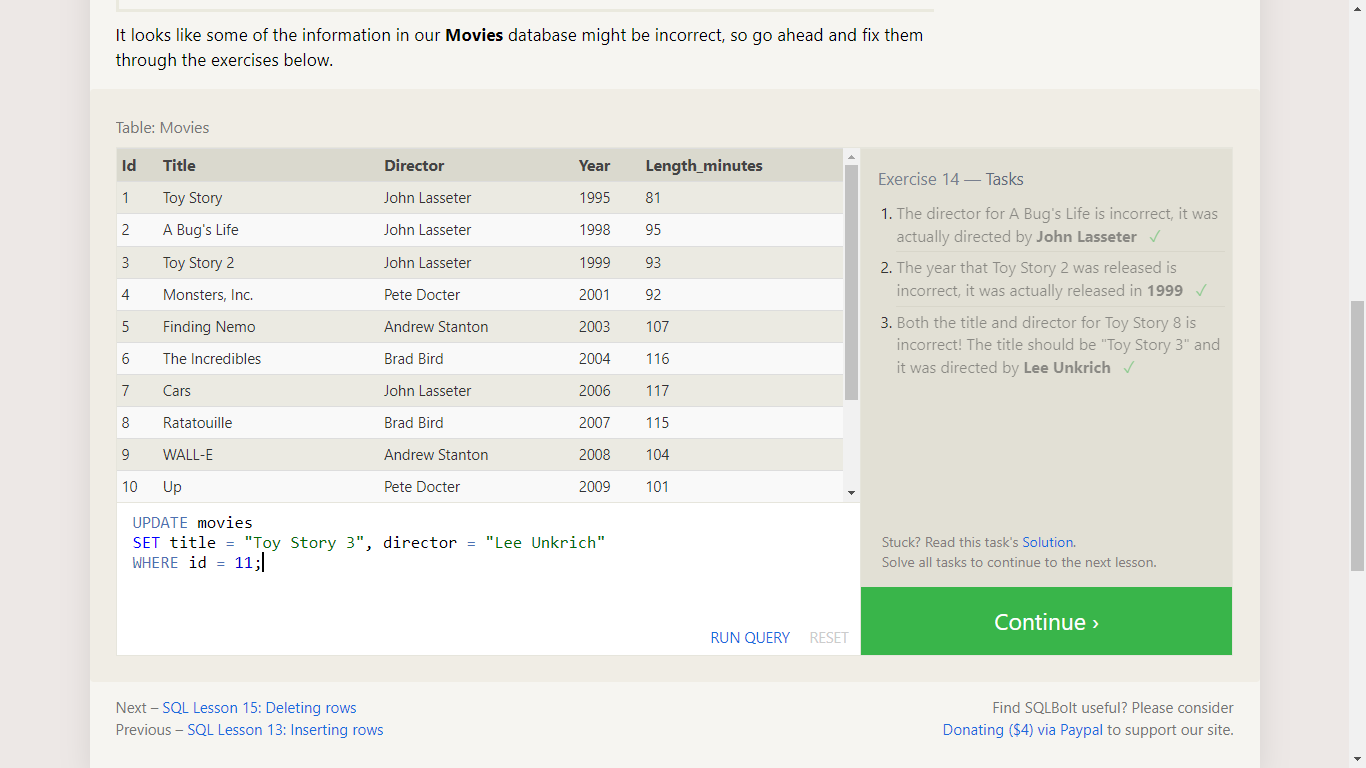 It looks like some of the information in our Movies database might be incorrect, so go ahead and fix them
through the exercises below.
Table: Movies
Id Title Director Year Length_minutes
1 Toy Story John Lasseter 1995 81
2 A Bug's Life John Lasseter 1998 95
3 Toy Story 2 John Lasseter 1999 93
4 Monsters, Inc. Pete Docter 2001 92
5 Finding Nemo Andrew Stanton 2003 107
6 The Incredibles Brad Bird 2004 116
7 Cars John Lasseter 2006 117
8 Ratatouille Brad Bird 2007 115
9 WALL-E Andrew Stanton 2008 104
10 Up Pete Docter 2009 101
UPDATE movies
SET title = "Toy Story 3", director = "Lee Unkrich"
WHERE id = 11;
RUN QUERY RESET
Exercise 14 — Tasks
1. The director for A Bug's Life is incorrect, it was
actually directed by John Lasseter ✓
2. The year that Toy Story 2 was released is
incorrect, it was actually released in 1999 ✓
3. Both the title and director for Toy Story 8 is
incorrect! The title should be "Toy Story 3" and
it was directed by Lee Unkrich ✓
Stuck? Read this task's Solution.
Solve all tasks to continue to the next lesson.
Continue ›
Next – SQL Lesson 15: Deleting rows
Previous – SQL Lesson 13: Inserting rows
Find SQLBolt useful? Please consider
Donating ($4) via Paypal to support our site.